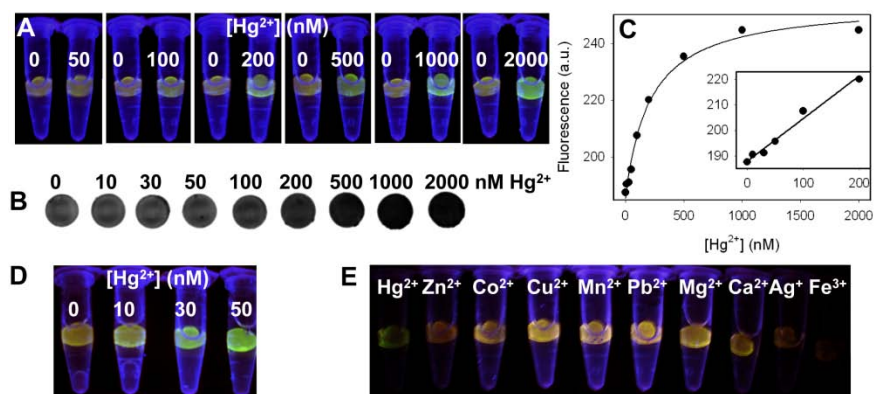 A
[Hg²⁺] (nM)
0 50 0 100 0 200 0 500 0 1000 0 2000
B
0 10 30 50 100 200 500 1000 2000 nM Hg²⁺
C
Fluorescence (a.u.)
240
220
200
190
0 500 1000 1500 2000
[Hg²⁺] (nM)
220
210
200
190
0 100 200
D
[Hg²⁺] (nM)
0 10 30 50
E
Hg²⁺ Zn²⁺ Co²⁺ Cu²⁺ Mn²⁺ Pb²⁺ Mg²⁺ Ca²⁺ Ag⁺ Fe³⁺